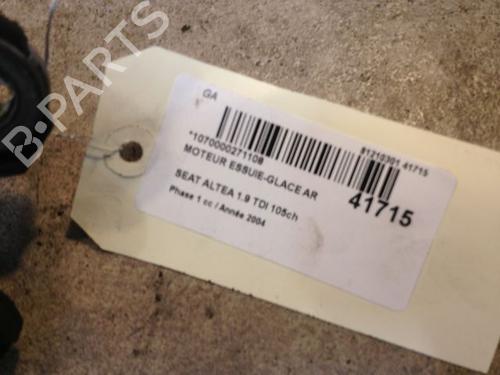 GA
*1070000271108
81210301 41715
MOTEUR ESSUIE-GLACE AR
41715
SEAT ALTEA 1.9 TDI 105ch
Phase 1 cc / Année 2004
B-PARTS